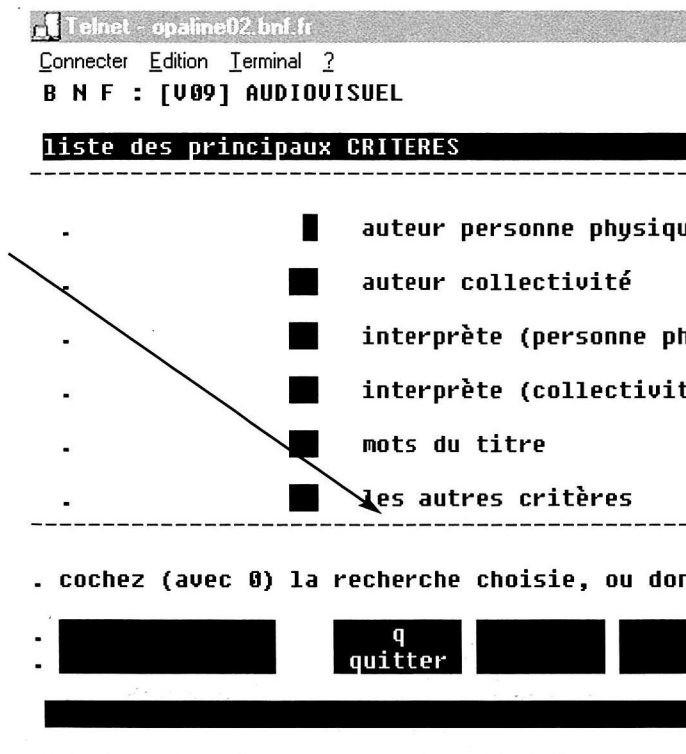 Telnet - opaline02.bnf.fr
Connecter Edition Terminal ?
B N F : [V09] AUDIOVISUEL
liste des principaux CRITERES
. auteur personne physiqu
. auteur collectivité
. interprète (personne ph
. interprète (collectivit
. mots du titre
. les autres critères
. cochez (avec 0) la recherche choisie, ou don
. q
. quitter